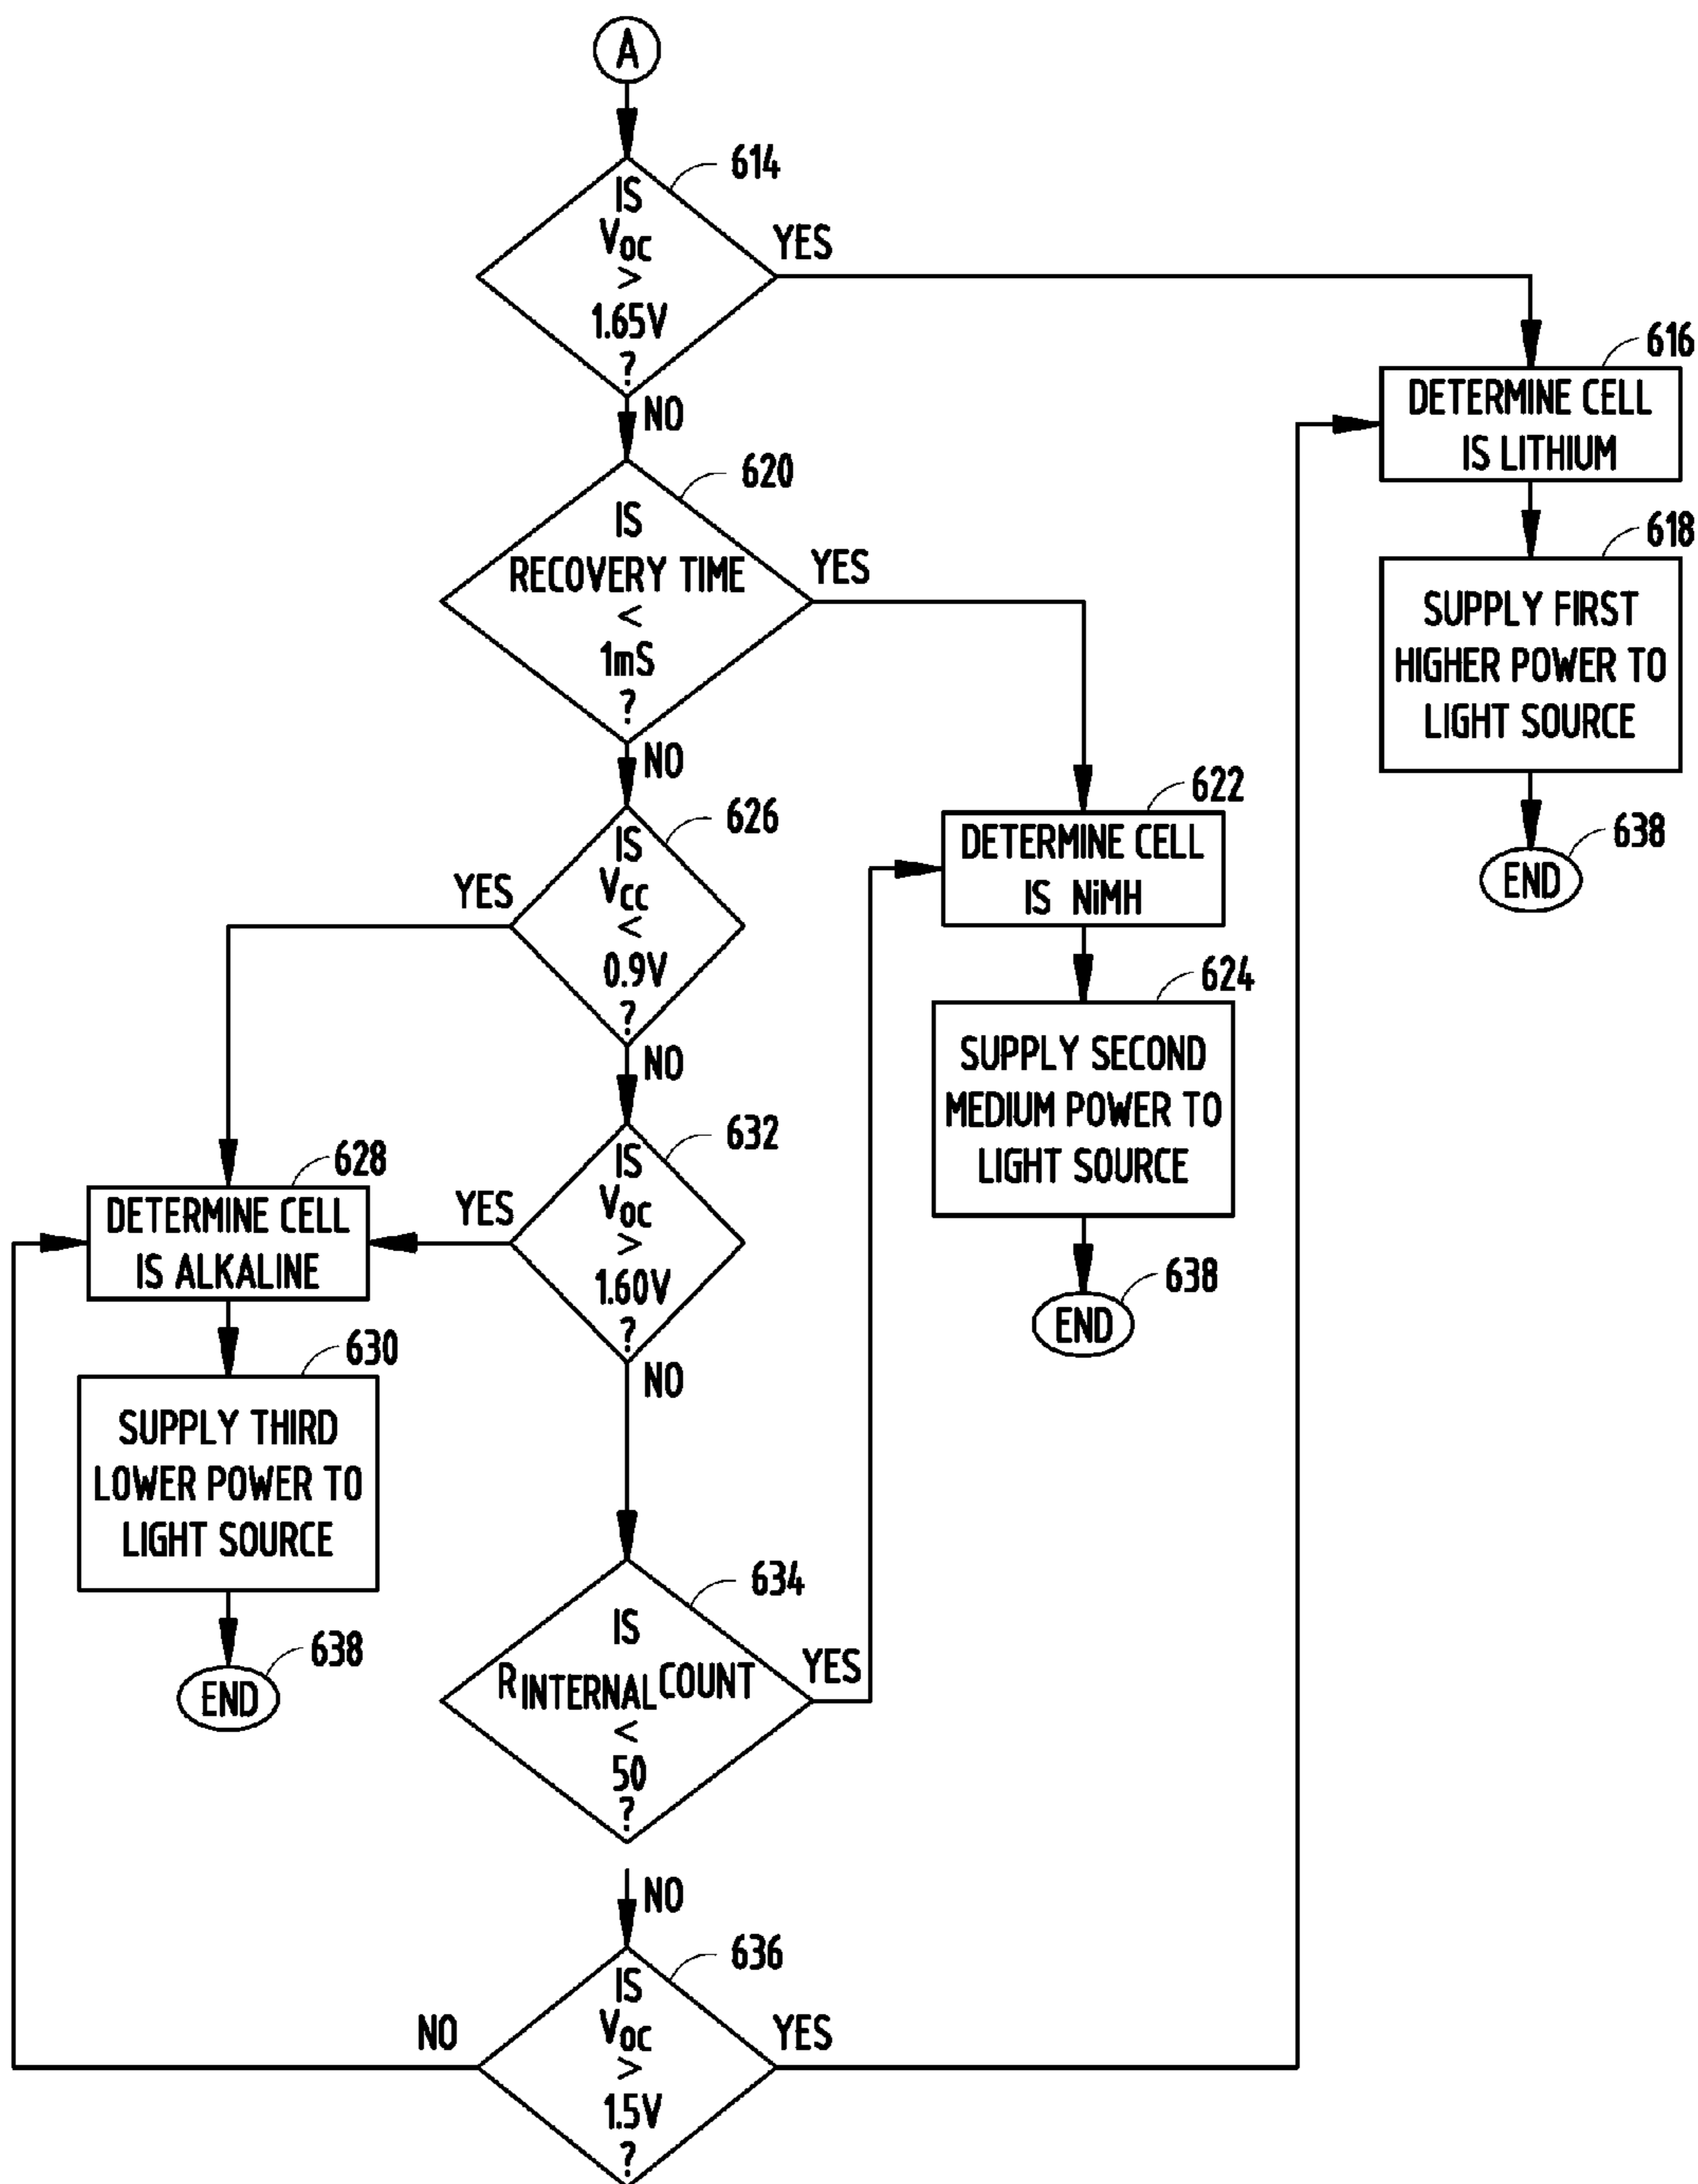 A
614
IS
Voc
>
1.65V
?
YES
NO
616
DETERMINE CELL
IS LITHIUM
618
SUPPLY FIRST
HIGHER POWER TO
LIGHT SOURCE
638
END
620
IS
RECOVERY TIME
<
1mS
?
YES
NO
622
DETERMINE CELL
IS NiMH
624
SUPPLY SECOND
MEDIUM POWER TO
LIGHT SOURCE
638
END
626
IS
Vcc
<
0.9V
?
YES
NO
628
DETERMINE CELL
IS ALKALINE
630
SUPPLY THIRD
LOWER POWER TO
LIGHT SOURCE
638
END
632
IS
Voc
>
1.60V
?
YES
NO
634
IS
RINTERNAL COUNT
<
50
?
YES
NO
636
IS
Voc
>
1.5V
?
NO
YES